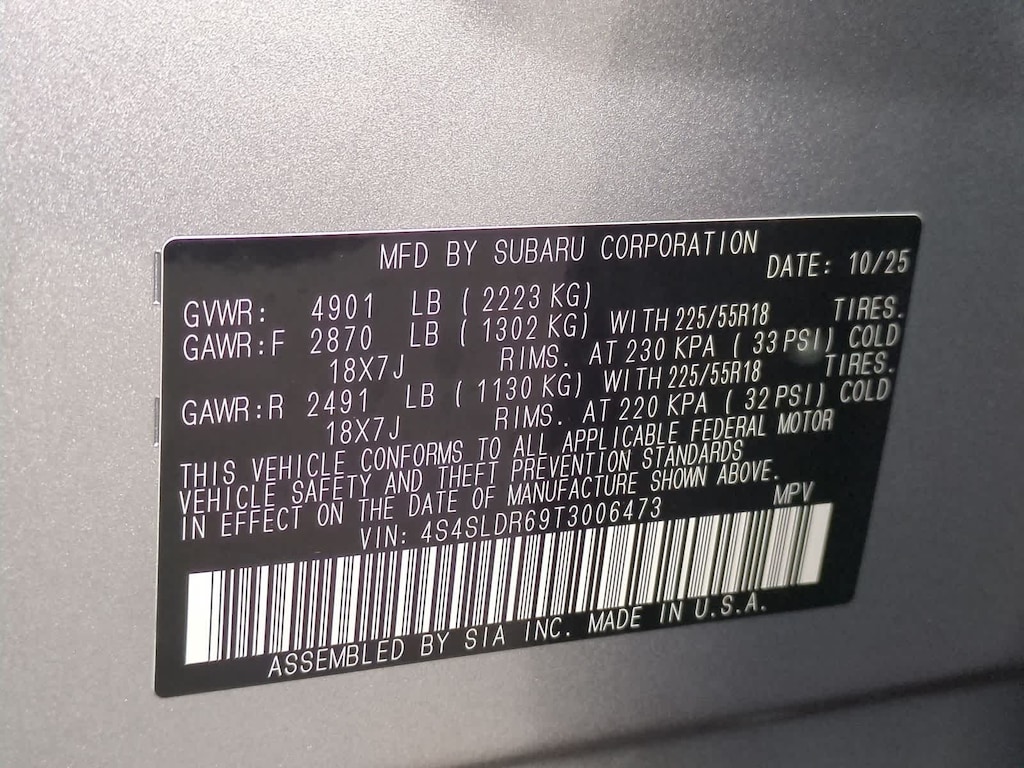 MFD BY SUBARU CORPORATION
DATE: 10/25
GVWR: 4901 LB ( 2223 KG)
GAWR:F 2870 LB ( 1302 KG) WITH 225/55R18 TIRES.
18X7J RIMS. AT 230 KPA ( 33 PSI) COLD
GAWR:R 2491 LB ( 1130 KG) WITH 225/55R18 TIRES.
18X7J RIMS. AT 220 KPA ( 32 PSI) COLD
THIS VEHICLE CONFORMS TO ALL APPLICABLE FEDERAL MOTOR
VEHICLE SAFETY AND THEFT PREVENTION STANDARDS
IN EFFECT ON THE DATE OF MANUFACTURE SHOWN ABOVE.
VIN: 4S4SLDR69T3006473 MPV
ASSEMBLED BY SIA INC. MADE IN U.S.A.